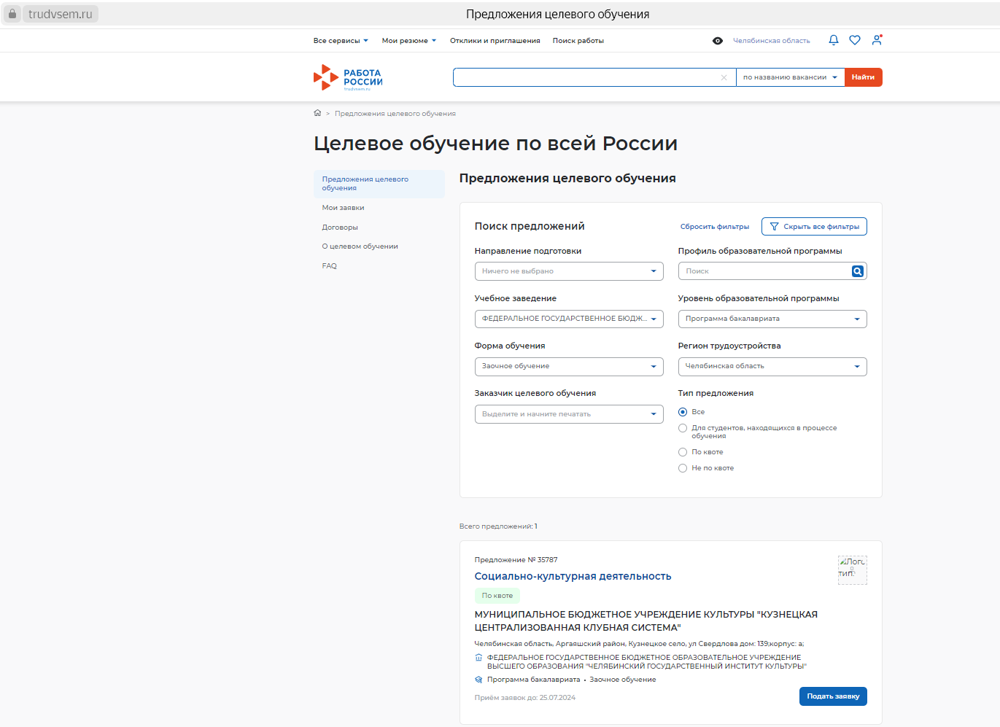 trudvsem.ru
Предложения целевого обучения
Все сервисы
Мои резюме
Отклики и приглашения
Поиск работы
Челябинская область
РАБОТА
РОССИИ
trudvsem.ru
по названию вакансии
Найти
> Предложения целевого обучения
Целевое обучение по всей России
Предложения целевого
обучения
Мои заявки
Договоры
О целевом обучении
FAQ
Предложения целевого обучения
Поиск предложений
Сбросить фильтры
Скрыть все фильтры
Направление подготовки
Ничего не выбрано
Профиль образовательной программы
Поиск
Учебное заведение
ФЕДЕРАЛЬНОЕ ГОСУДАРСТВЕННОЕ БЮДЖ...
Уровень образовательной программы
Программа бакалавриата
Форма обучения
Заочное обучение
Регион трудоустройства
Челябинская область
Заказчик целевого обучения
Выделите и начните печатать
Тип предложения
Все
Для студентов, находящихся в процессе
обучения
По квоте
Не по квоте
Всего предложений: 1
Предложение № 35787
Социально-культурная деятельность
По квоте
Лого
тип
МУНИЦИПАЛЬНОЕ БЮДЖЕТНОЕ УЧРЕЖДЕНИЕ КУЛЬТУРЫ "КУЗНЕЦКАЯ
ЦЕНТРАЛИЗОВАННАЯ КЛУБНАЯ СИСТЕМА"
Челябинская область, Аргаяшский район, Кузнецкое село, ул Свердлова дом: 139;корпус: а;
ФЕДЕРАЛЬНОЕ ГОСУДАРСТВЕННОЕ БЮДЖЕТНОЕ ОБРАЗОВАТЕЛЬНОЕ УЧРЕЖДЕНИЕ
ВЫСШЕГО ОБРАЗОВАНИЯ "ЧЕЛЯБИНСКИЙ ГОСУДАРСТВЕННЫЙ ИНСТИТУТ КУЛЬТУРЫ"
Программа бакалавриата • Заочное обучение
Приём заявок до: 25.07.2024
Подать заявку